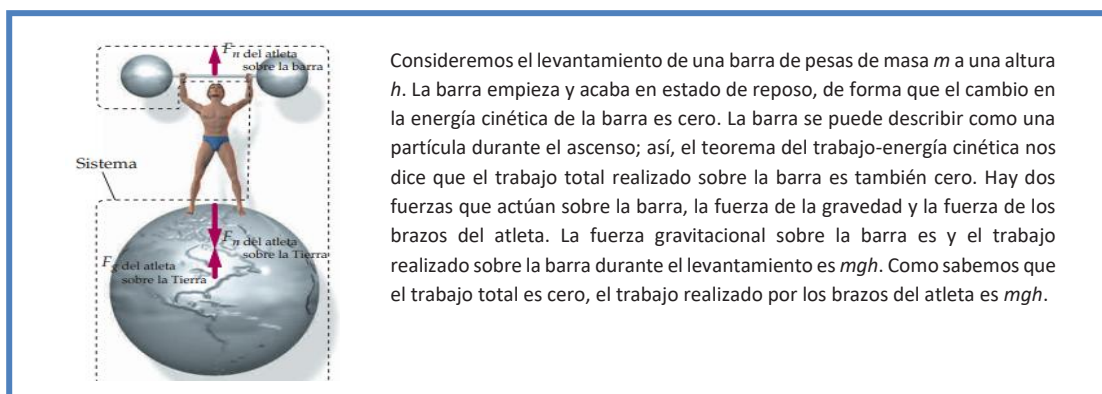 F_n del atleta
sobre la barra
Sistema
F_n del atleta
sobre la Tierra
F_g del atleta
sobre la Tierra
Consideremos el levantamiento de una barra de pesas de masa m a una altura
h. La barra empieza y acaba en estado de reposo, de forma que el cambio en
la energía cinética de la barra es cero. La barra se puede describir como una
partícula durante el ascenso; así, el teorema del trabajo-energía cinética nos
dice que el trabajo total realizado sobre la barra es también cero. Hay dos
fuerzas que actúan sobre la barra, la fuerza de la gravedad y la fuerza de los
brazos del atleta. La fuerza gravitacional sobre la barra es y el trabajo
realizado sobre la barra durante el levantamiento es mgh. Como sabemos que
el trabajo total es cero, el trabajo realizado por los brazos del atleta es mgh.